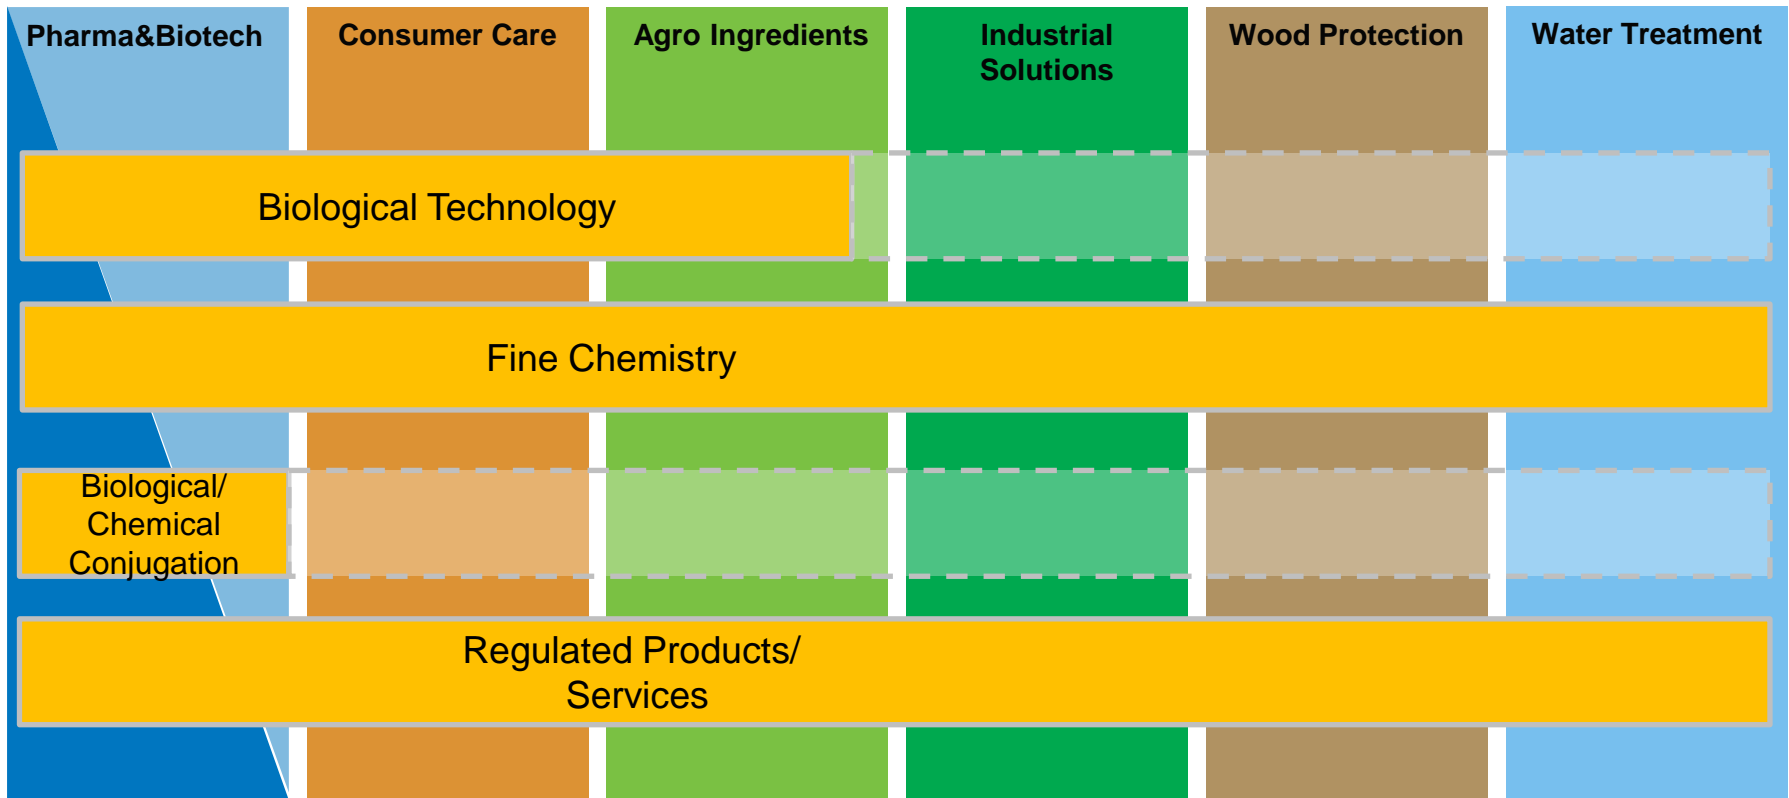 Pharma&Biotech
Consumer Care
Agro Ingredients
Industrial
Solutions
Wood Protection
Water Treatment
Biological Technology
Fine Chemistry
Biological/
Chemical
Conjugation
Regulated Products/
Services